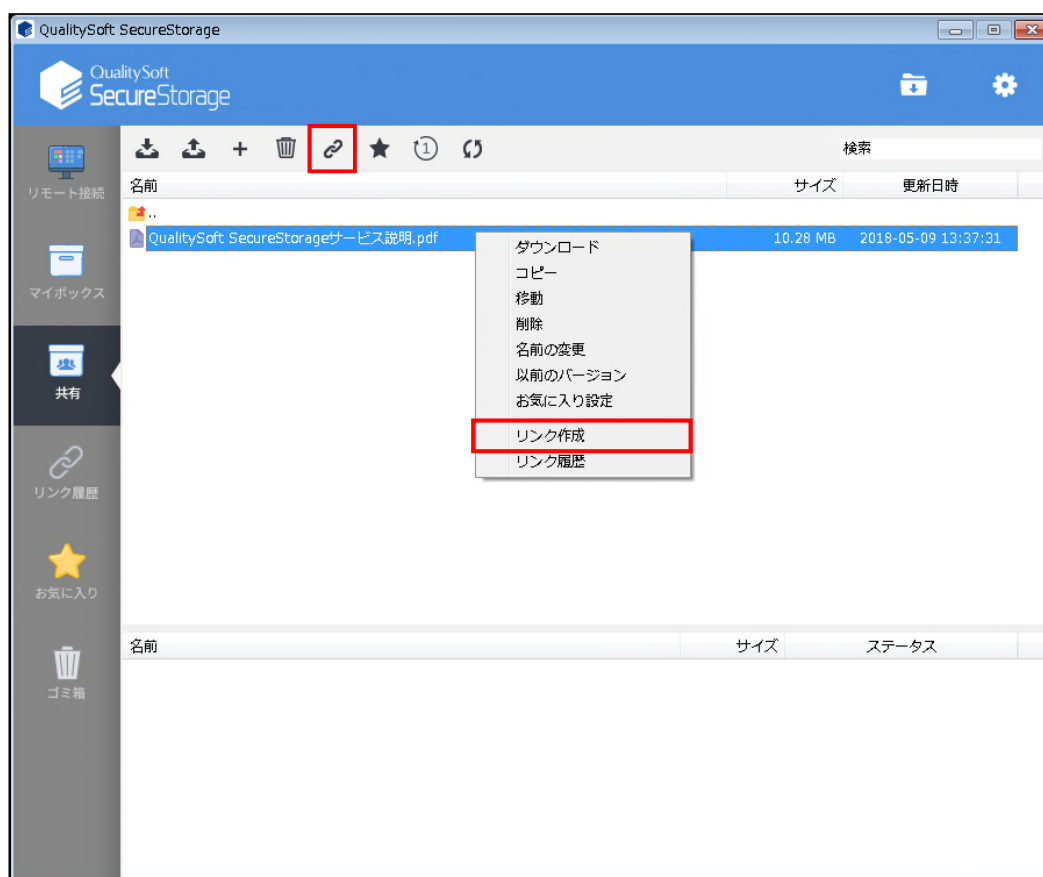 QualitySoft SecureStorage
QualitySoft
SecureStorage
検索
リモート接続
マイボックス
共有
リンク履歴
お気に入り
ゴミ箱
名前 サイズ 更新日時
..
QualitySoft SecureStorageサービス説明.pdf 10.28 MB 2018-05-09 13:37:31
ダウンロード
コピー
移動
削除
名前の変更
以前のバージョン
お気に入り設定
リンク作成
リンク履歴
名前 サイズ ステータス
1